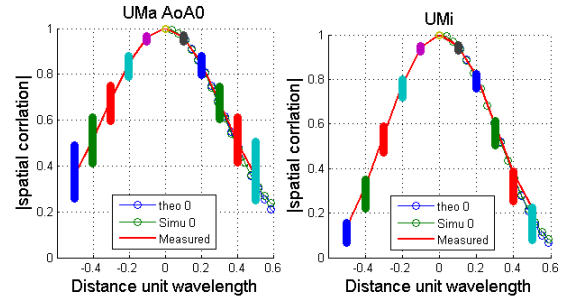 UMa AoA0
UMi
|spatial corrlation|
1
0.8
0.6
0.4
0.2
0
-0.4 -0.2 0 0.2 0.4 0.6
theo 0
Simu 0
Measured
Distance unit wavelength
|spatial corrlation|
1
0.8
0.6
0.4
0.2
0
-0.4 -0.2 0 0.2 0.4 0.6
theo 0
Simu 0
Measured
Distance unit wavelength